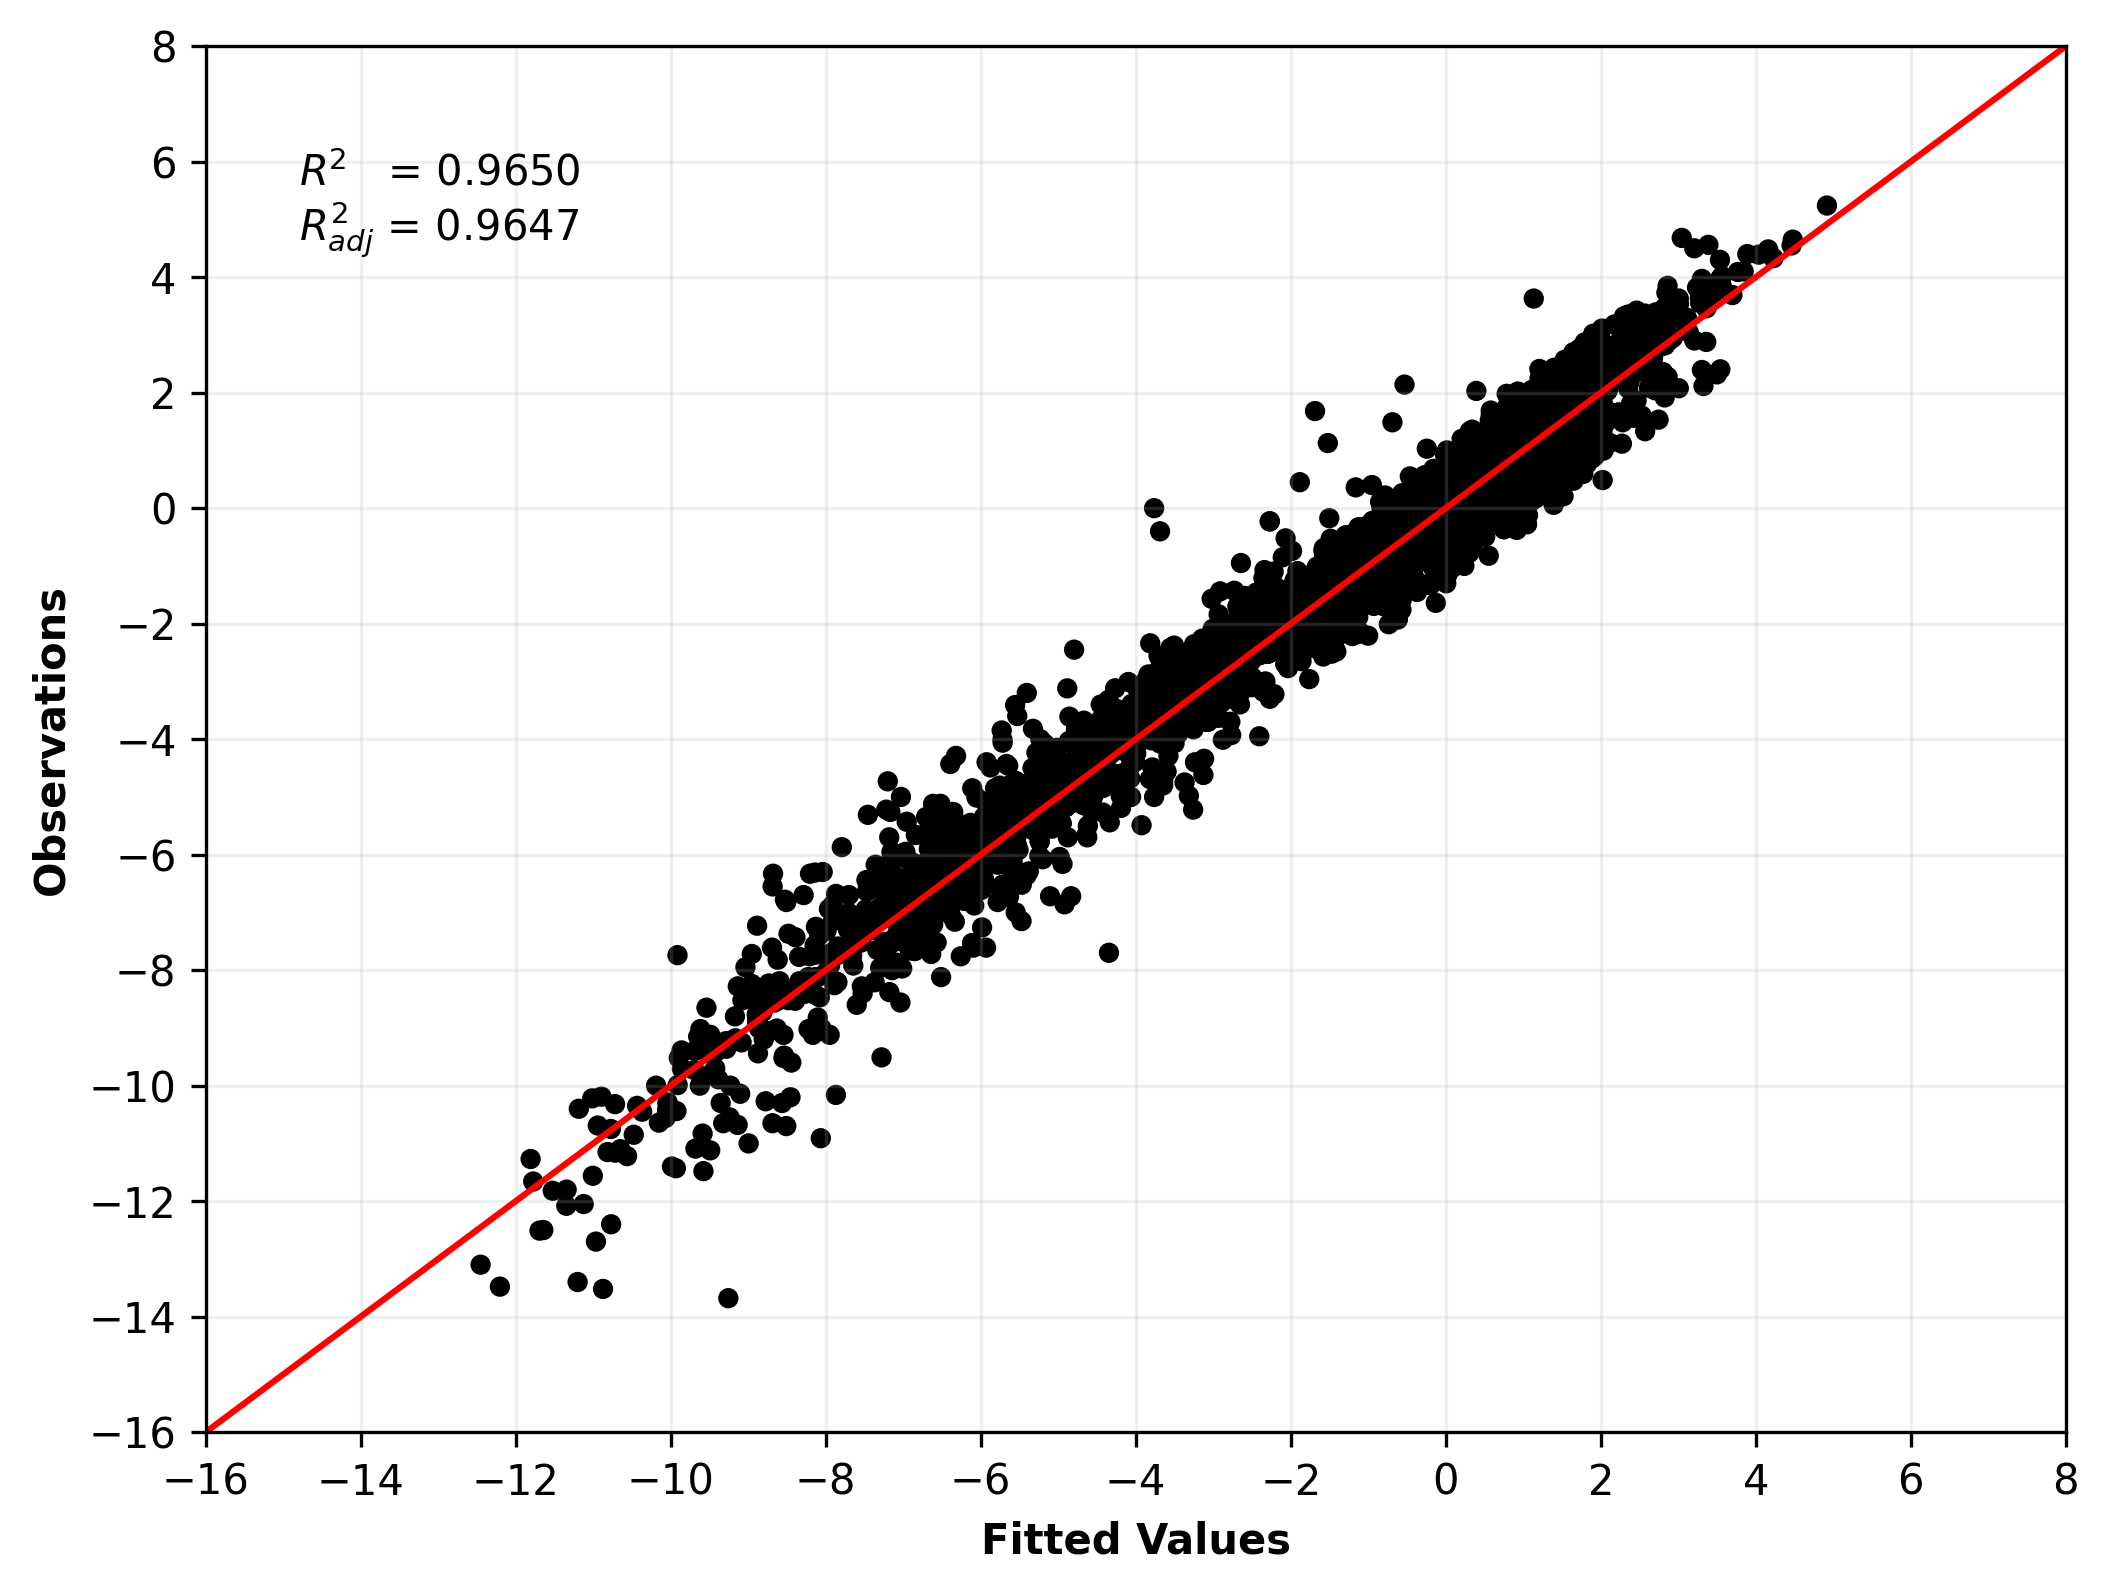 8
6
4
2
0
−2
−4
−6
−8
−10
−12
−14
−16
R² = 0.9650
R²adj = 0.9647
Observations
−16 −14 −12 −10 −8 −6 −4 −2 0 2 4 6 8
Fitted Values